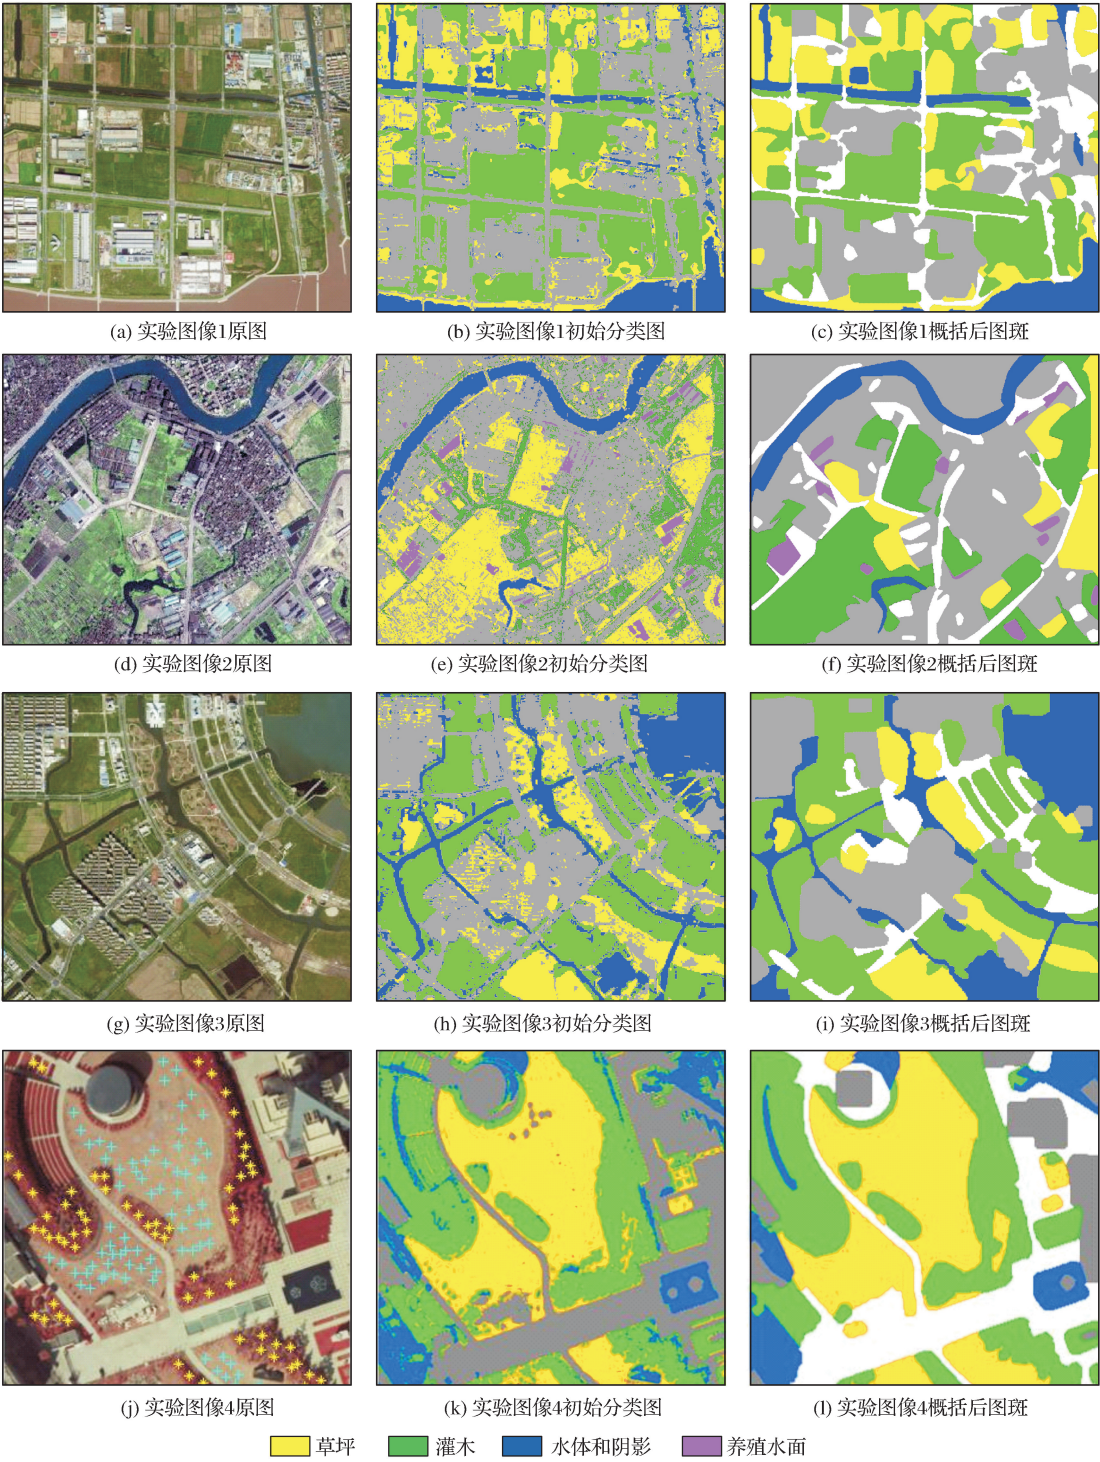 (a) 实验图像1原图
(b) 实验图像1初始分类图
(c) 实验图像1概括后图斑
(d) 实验图像2原图
(e) 实验图像2初始分类图
(f) 实验图像2概括后图斑
(g) 实验图像3原图
(h) 实验图像3初始分类图
(i) 实验图像3概括后图斑
(j) 实验图像4原图
(k) 实验图像4初始分类图
(l) 实验图像4概括后图斑
草坪 灌木 水体和阴影 养殖水面